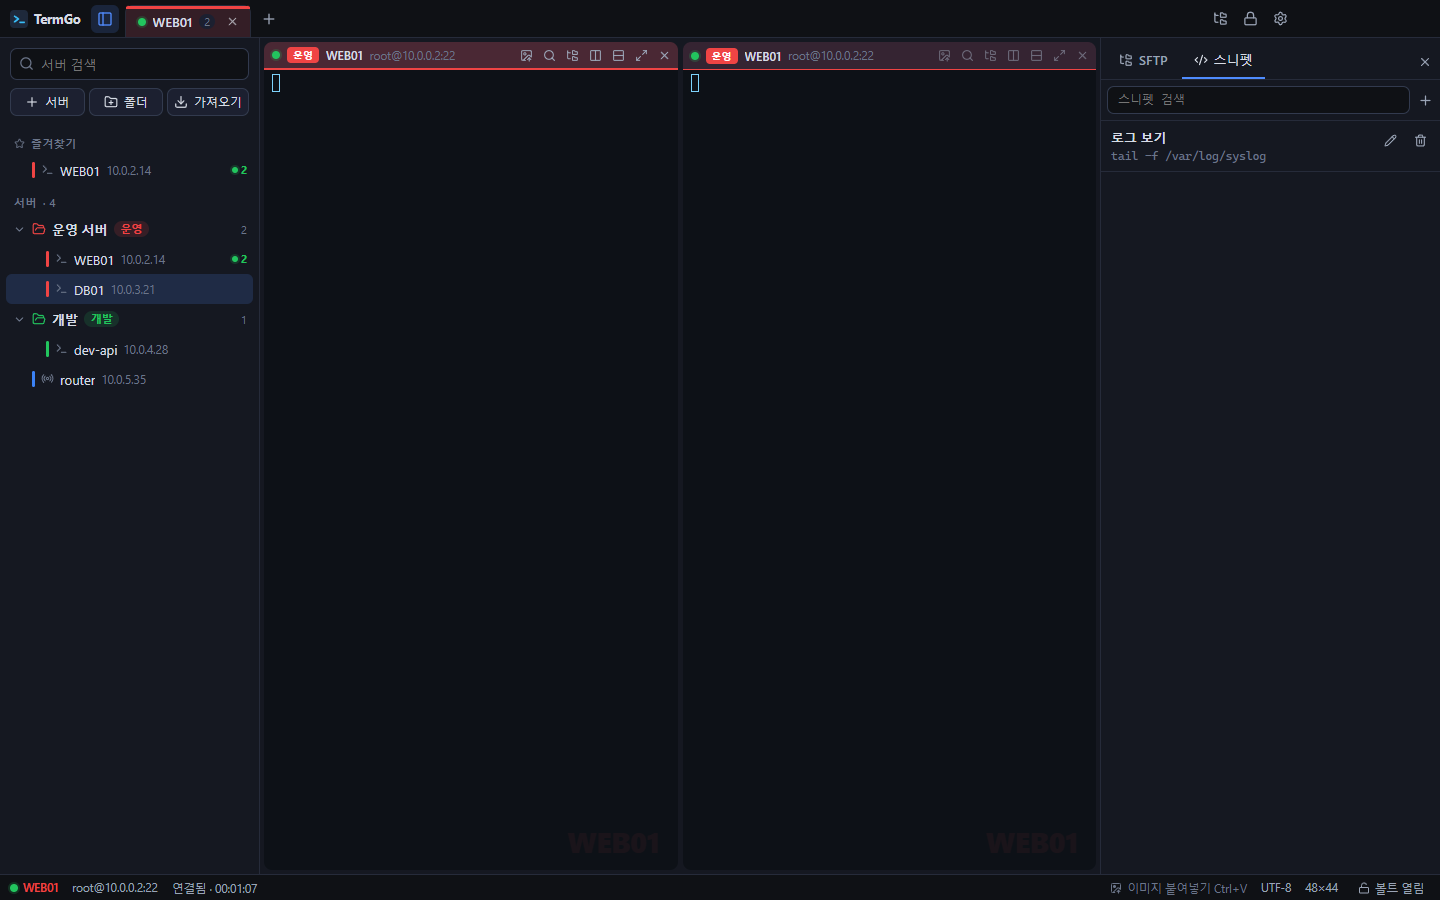 TermGo
WEB01 2
서버 검색
서버
폴더
가져오기
즐겨찾기
WEB01 10.0.2.14 2
서버 · 4
운영 서버 운영 2
WEB01 10.0.2.14 2
DB01 10.0.3.21
개발 개발 1
dev-api 10.0.4.28
router 10.0.5.35
운영 WEB01 root@10.0.0.2:22
WEB01
운영 WEB01 root@10.0.0.2:22
WEB01
SFTP
스니펫
스니펫 검색
로그 보기
tail -f /var/log/syslog
WEB01 root@10.0.0.2:22 연결됨 · 00:01:07
이미지 붙여넣기 Ctrl+V UTF-8 48×44 볼트 열림